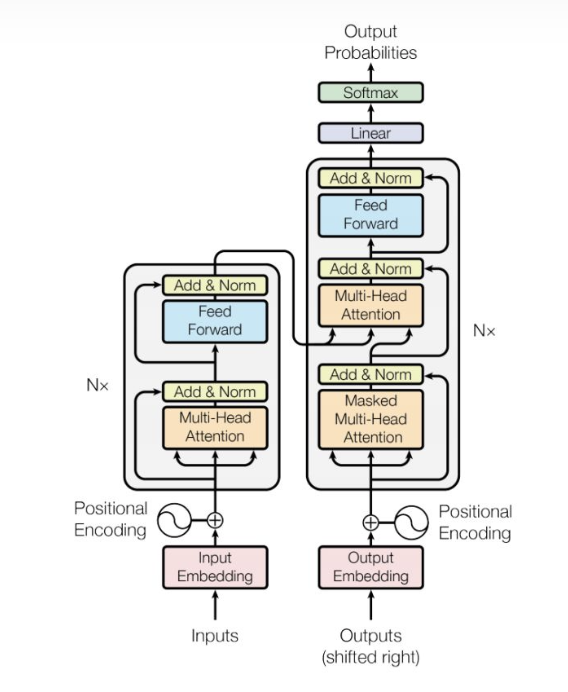 Output
Probabilities
Softmax
Linear
Add & Norm
Feed
Forward
Add & Norm
Multi-Head
Attention
Nx
Add & Norm
Masked
Multi-Head
Attention
Add & Norm
Feed
Forward
Nx
Add & Norm
Multi-Head
Attention
Positional
Encoding
Positional
Encoding
Input
Embedding
Output
Embedding
Inputs
Outputs
(shifted right)